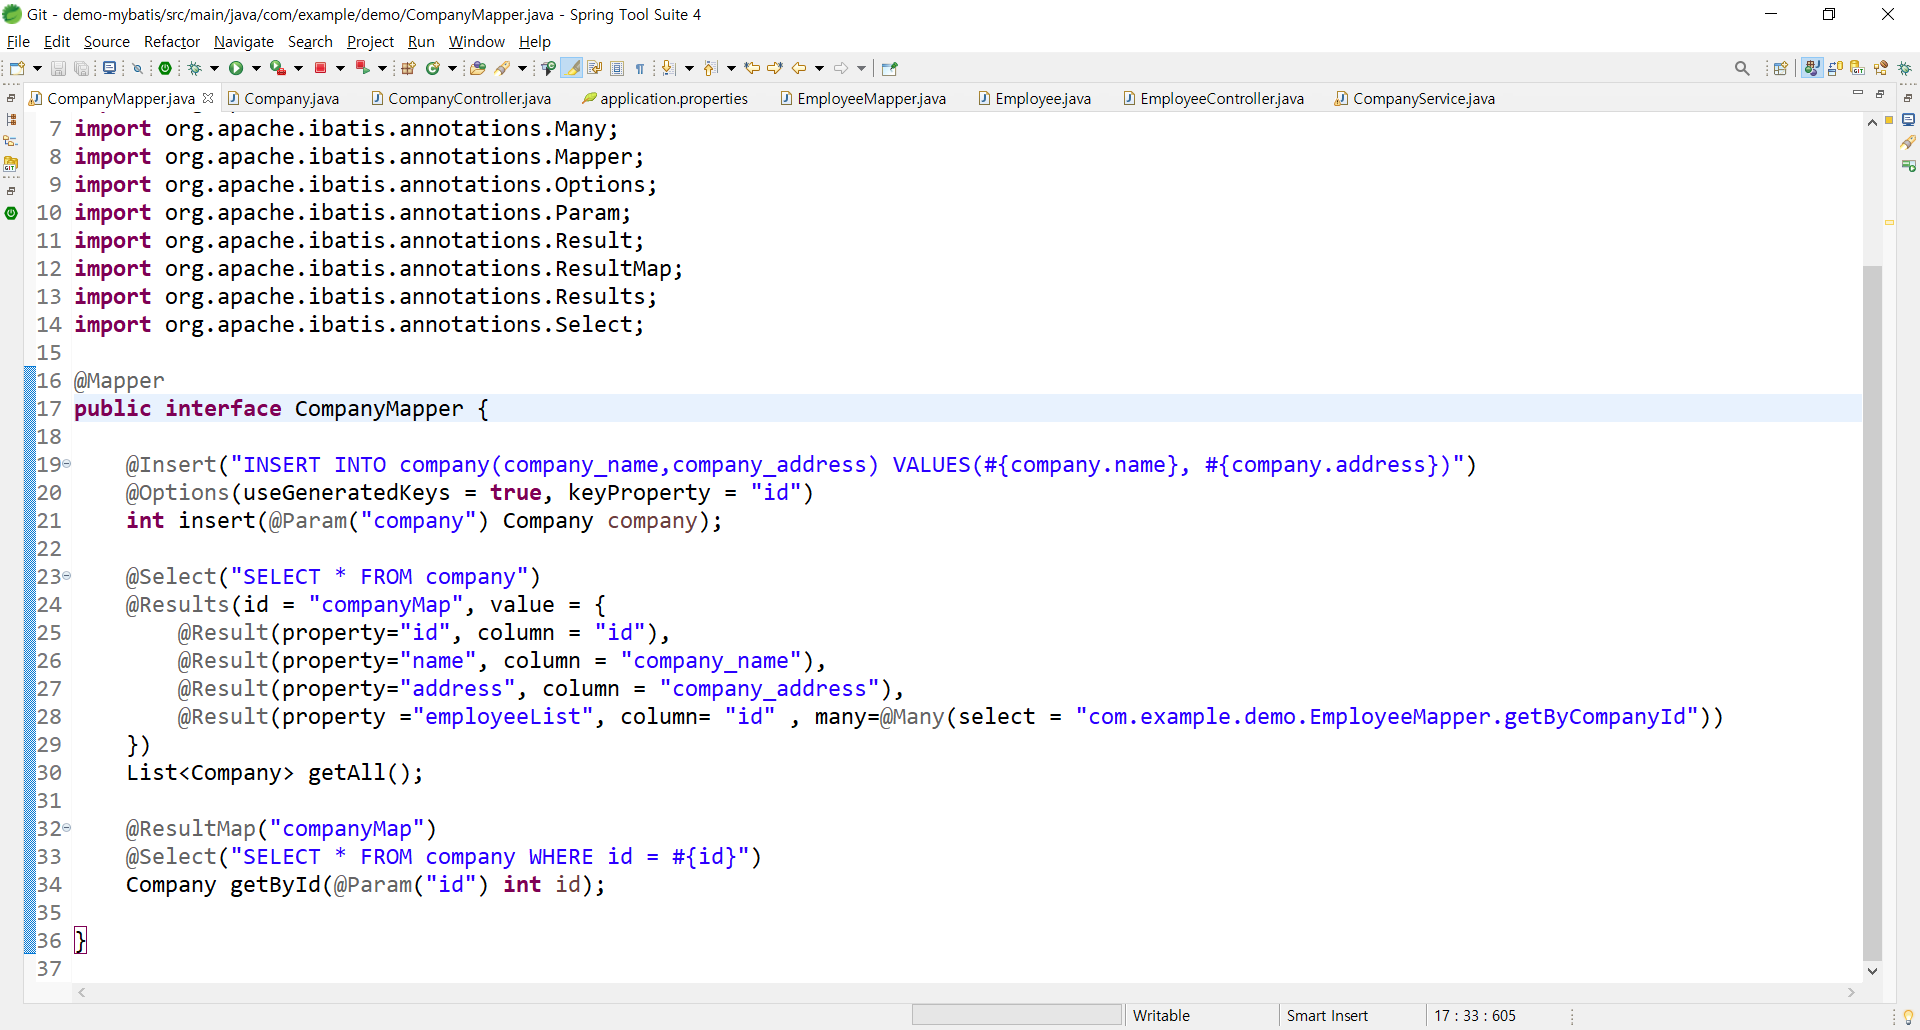 Git - demo-mybatis/src/main/java/com/example/demo/CompanyMapper.java - Spring Tool Suite 4
File Edit Source Refactor Navigate Search Project Run Window Help
CompanyMapper.java Company.java CompanyController.java application.properties EmployeeMapper.java Employee.java EmployeeController.java CompanyService.java
7 import org.apache.ibatis.annotations.Many;
8 import org.apache.ibatis.annotations.Mapper;
9 import org.apache.ibatis.annotations.Options;
10 import org.apache.ibatis.annotations.Param;
11 import org.apache.ibatis.annotations.Result;
12 import org.apache.ibatis.annotations.ResultMap;
13 import org.apache.ibatis.annotations.Results;
14 import org.apache.ibatis.annotations.Select;
15
16 @Mapper
17 public interface CompanyMapper {
18
19 @Insert("INSERT INTO company(company_name,company_address) VALUES(#{company.name}, #{company.address})")
20 @Options(useGeneratedKeys = true, keyProperty = "id")
21 int insert(@Param("company") Company company);
22
23 @Select("SELECT * FROM company")
24 @Results(id = "companyMap", value = {
25 @Result(property="id", column = "id"),
26 @Result(property="name", column = "company_name"),
27 @Result(property="address", column = "company_address"),
28 @Result(property ="employeeList", column= "id" , many=@Many(select = "com.example.demo.EmployeeMapper.getByCompanyId"))
29 })
30 List<Company> getAll();
31
32 @ResultMap("companyMap")
33 @Select("SELECT * FROM company WHERE id = #{id}")
34 Company getById(@Param("id") int id);
35
36 }
37
Writable Smart Insert 17 : 33 : 605